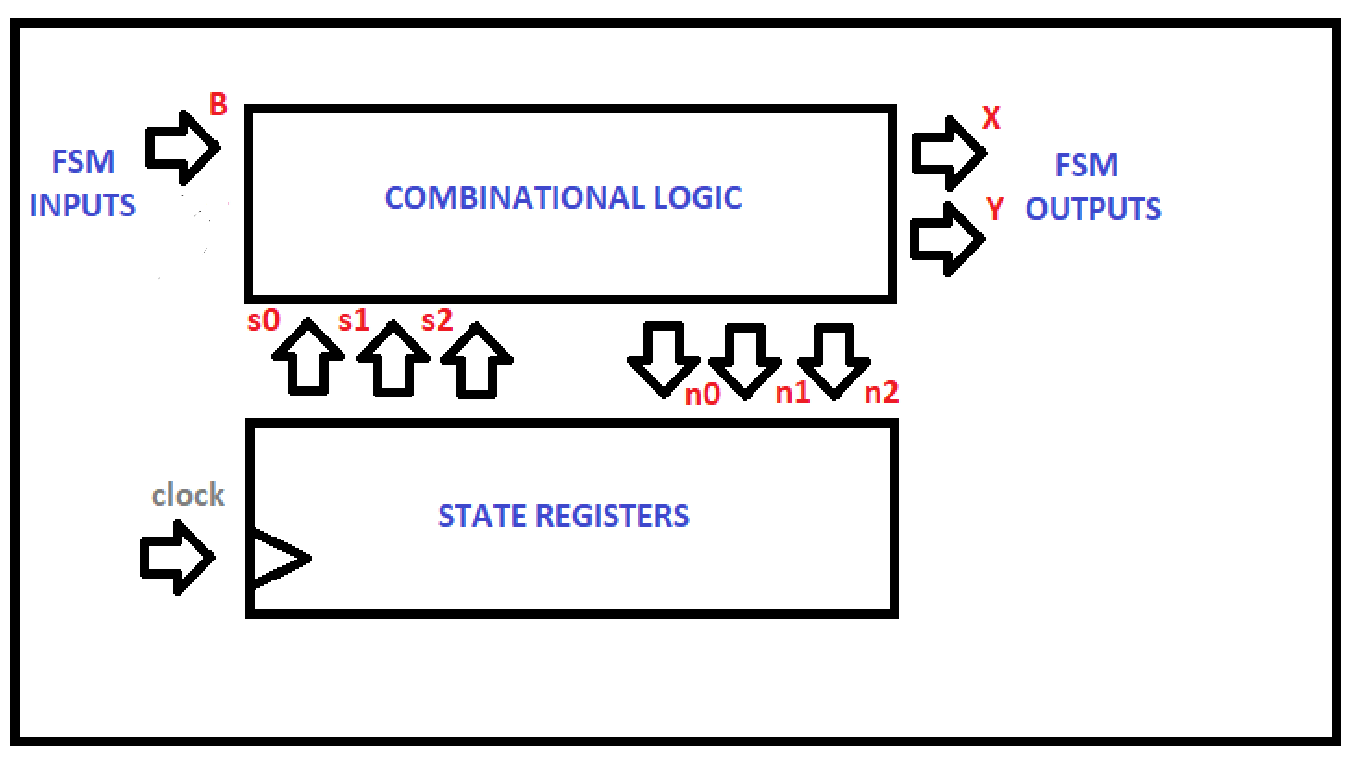 B
X
FSM
INPUTS
COMBINATIONAL LOGIC
FSM
OUTPUTS
Y
s0 s1 s2
n0 n1 n2
clock
STATE REGISTERS